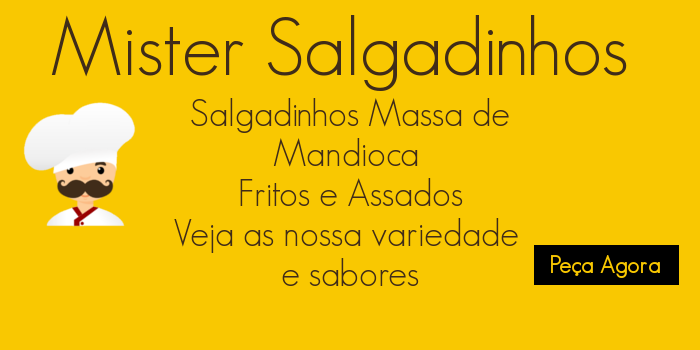 Mister Salgadinhos
Salgadinhos Massa de
Mandioca
Fritos e Assados
Veja as nossa variedade
e sabores
Peça Agora